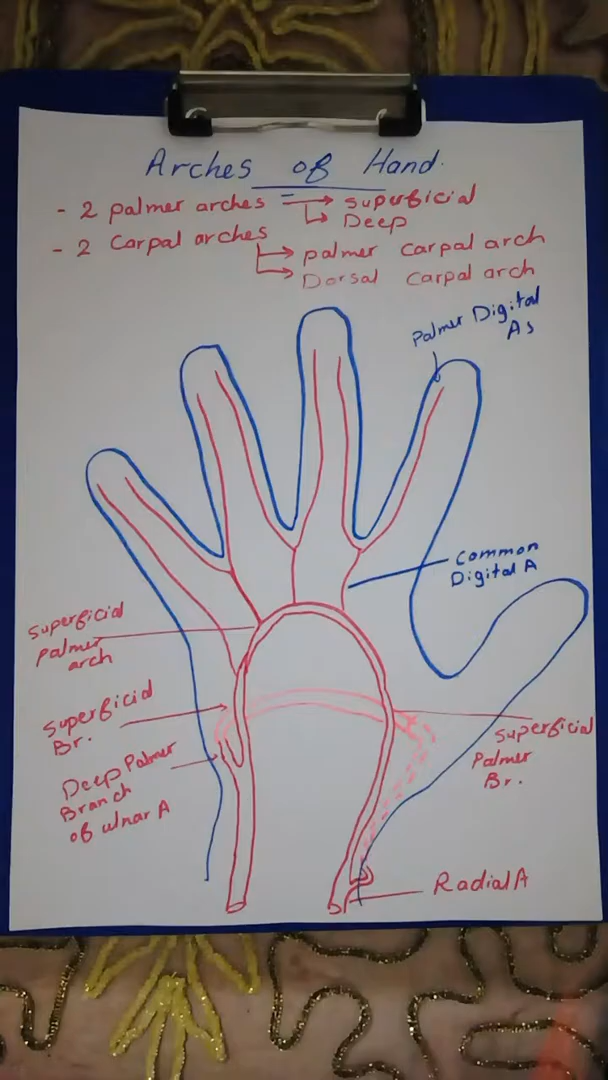 Arches of Hand.
- 2 palmer arches → superficial
→ Deep
- 2 Carpal arches
→ palmer carpal arch
→ Dorsal carpal arch
Palmer Digital
As
Common
Digital A
Superficial
palmer
arch
Superficial
Br.
Superficial
Palmer
Br.
Deep Palmer
Branch
of ulnar A
Radial A